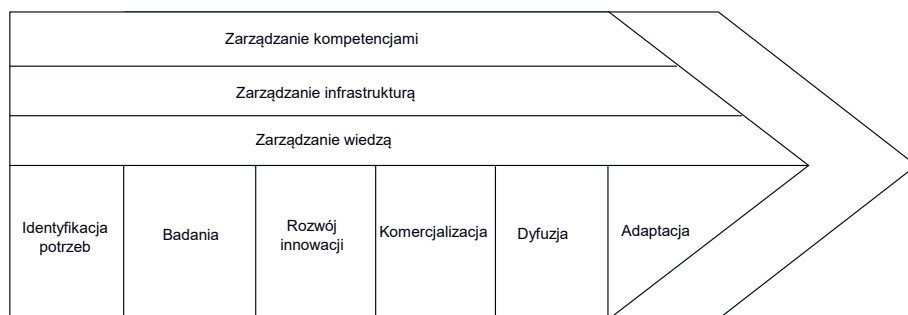 Zarządzanie kompetencjami
Zarządzanie infrastrukturą
Zarządzanie wiedzą
Identyfikacja
potrzeb
Badania
Rozwój
innowacji
Komercjalizacja
Dyfuzja
Adaptacja